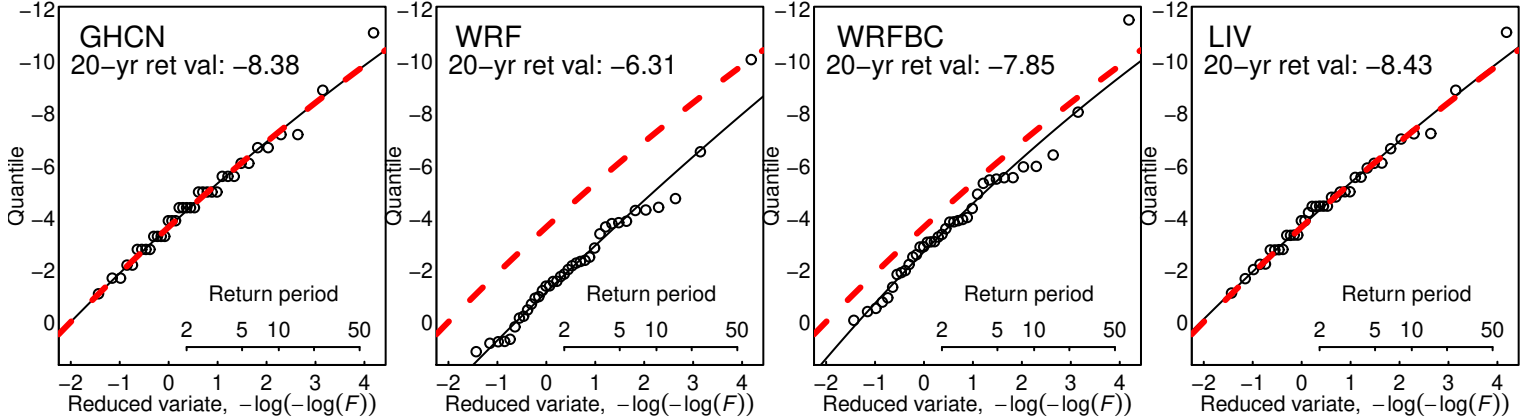 GHCN
20−yr ret val: −8.38
Quantile
−12
−10
−8
−6
−4
−2
0
Return period
2 5 10 50
−2 −1 0 1 2 3 4
Reduced variate, −log(−log(F))
WRF
20−yr ret val: −6.31
Quantile
−12
−10
−8
−6
−4
−2
0
Return period
2 5 10 50
−2 −1 0 1 2 3 4
Reduced variate, −log(−log(F))
WRFBC
20−yr ret val: −7.85
Quantile
−12
−10
−8
−6
−4
−2
0
Return period
2 5 10 50
−2 −1 0 1 2 3 4
Reduced variate, −log(−log(F))
LIV
20−yr ret val: −8.43
Quantile
−12
−10
−8
−6
−4
−2
0
Return period
2 5 10 50
−2 −1 0 1 2 3 4
Reduced variate, −log(−log(F))